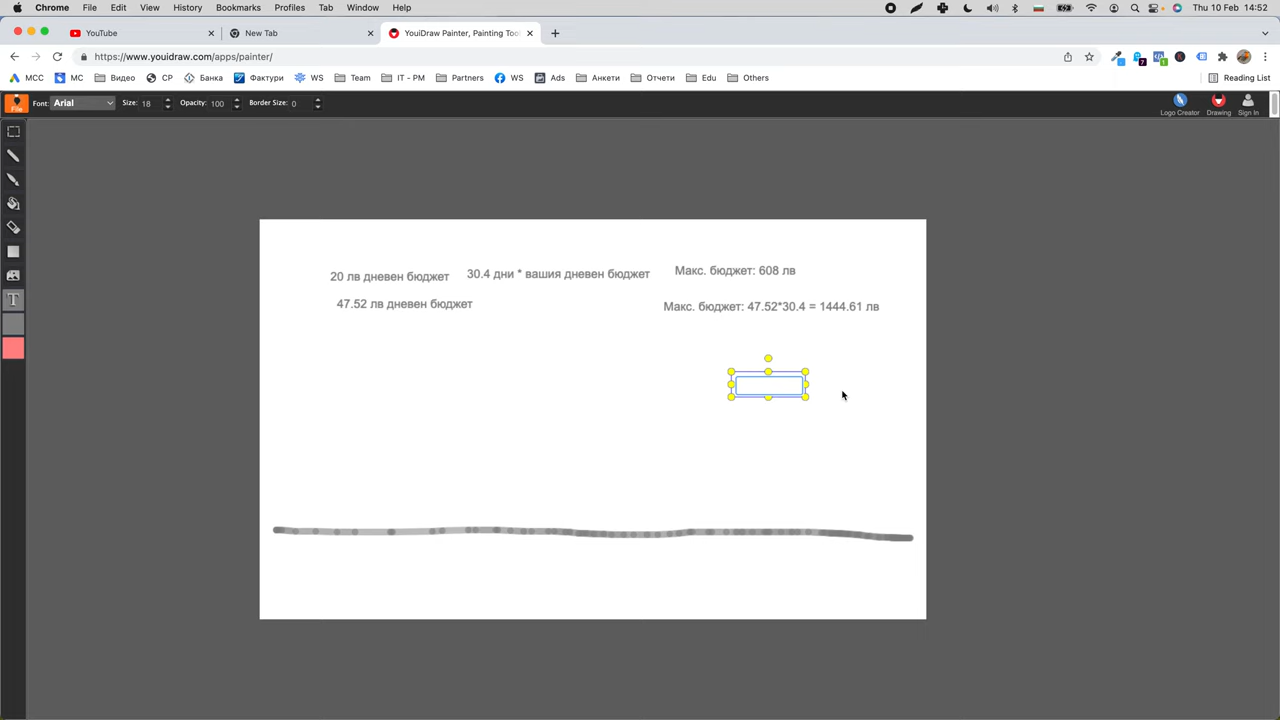 Chrome File Edit View History Bookmarks Profiles Tab Window Help Thu 10 Feb 14:52
YouTube New Tab YouiDraw Painter, Painting Too
https://www.youidraw.com/apps/painter/
MCC MC Видео CP Банка Фактури WS Team IT - PM Partners WS Ads Анкети Отчети Edu Others Reading List
File Font: Arial Size: 18 Opacity: 100 Border Size: 0 Logo Creator Drawing Sign In
20 лв дневен бюджет 30.4 дни * вашия дневен бюджет Макс. бюджет: 608 лв
47.52 лв дневен бюджет Макс. бюджет: 47.52*30.4 = 1444.61 лв
T